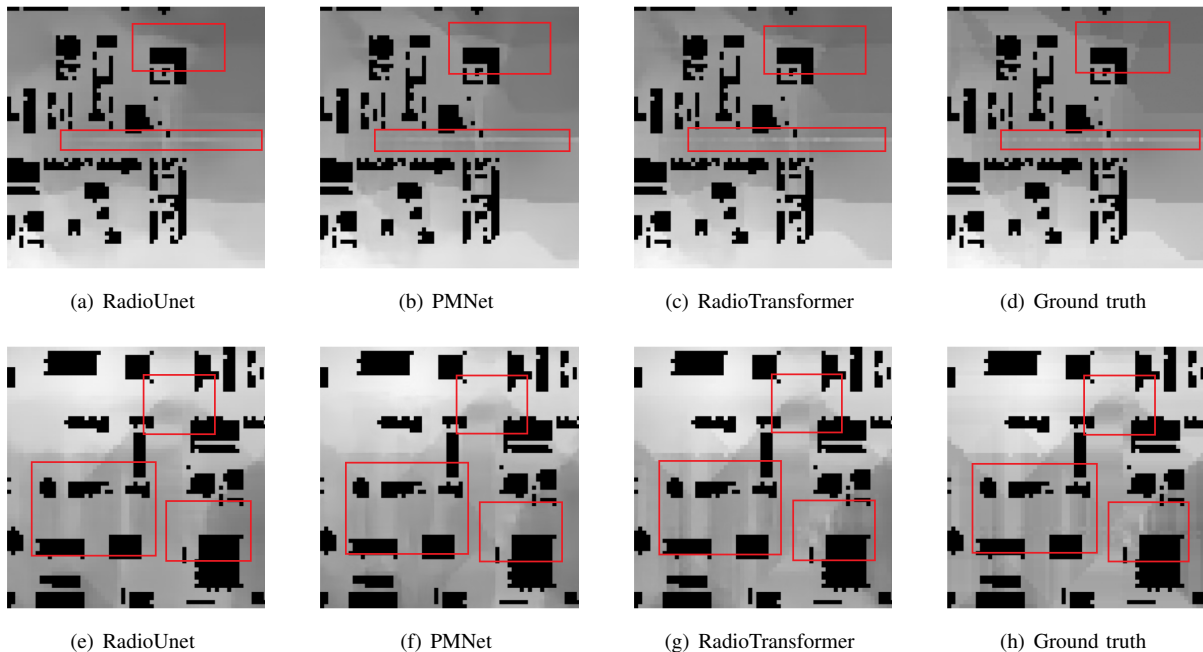 (a) RadioUnet
(b) PMNet
(c) RadioTransformer
(d) Ground truth
(e) RadioUnet
(f) PMNet
(g) RadioTransformer
(h) Ground truth